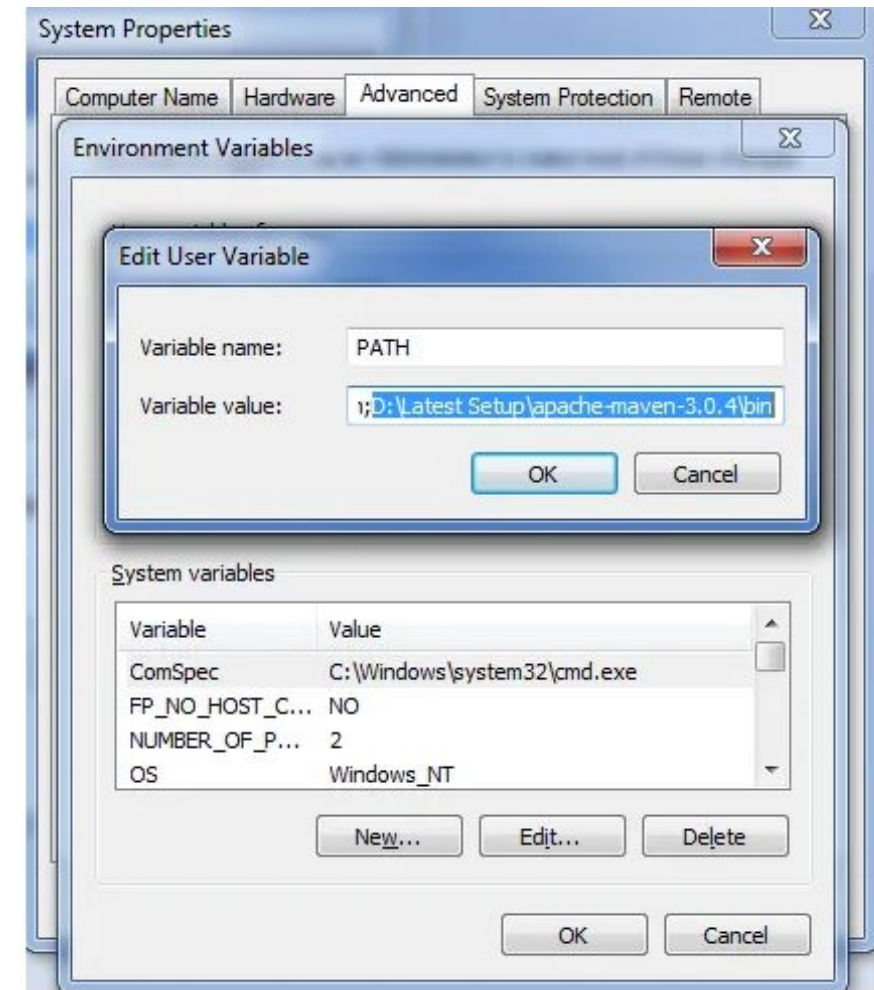 System Properties
Computer Name Hardware Advanced System Protection Remote
Environment Variables
Edit User Variable
Variable name: PATH
Variable value: ;D:\Latest Setup\apache-maven-3.0.4\bin
OK Cancel
System variables
Variable Value
ComSpec C:\Windows\system32\cmd.exe
FP_NO_HOST_C... NO
NUMBER_OF_P... 2
OS Windows_NT
New... Edit... Delete
OK Cancel